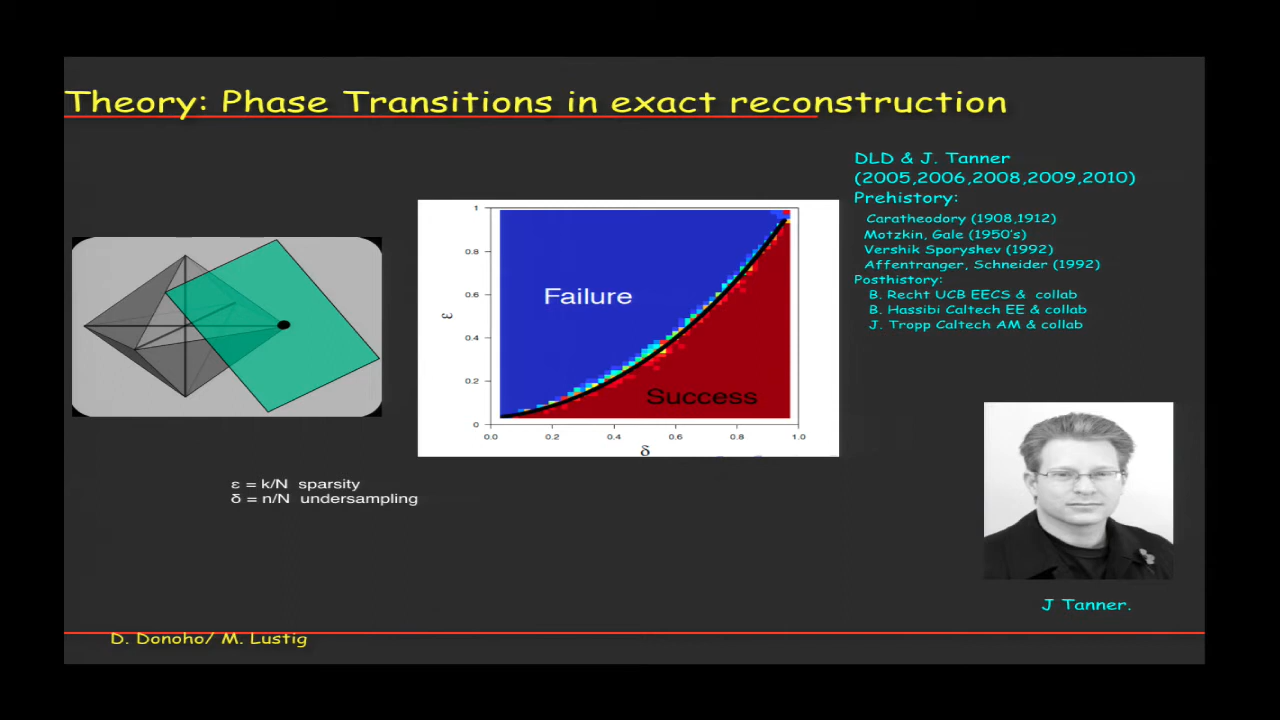 Theory: Phase Transitions in exact reconstruction
DLD & J. Tanner
(2005,2006,2008,2009,2010)
Prehistory:
Caratheodory (1908,1912)
Motzkin, Gale (1950's)
Vershik Sporyshev (1992)
Affentranger, Schneider (1992)
Posthistory:
B. Recht UCB EECS & collab
B. Hassibi Caltech EE & collab
J. Tropp Caltech AM & collab
1
0.8
0.6
0.4
0.2
0
ε
Failure
Success
0.0 0.2 0.4 0.6 0.8 1.0
δ
ε = k/N sparsity
δ = n/N undersampling
J Tanner.
D. Donoho/ M. Lustig